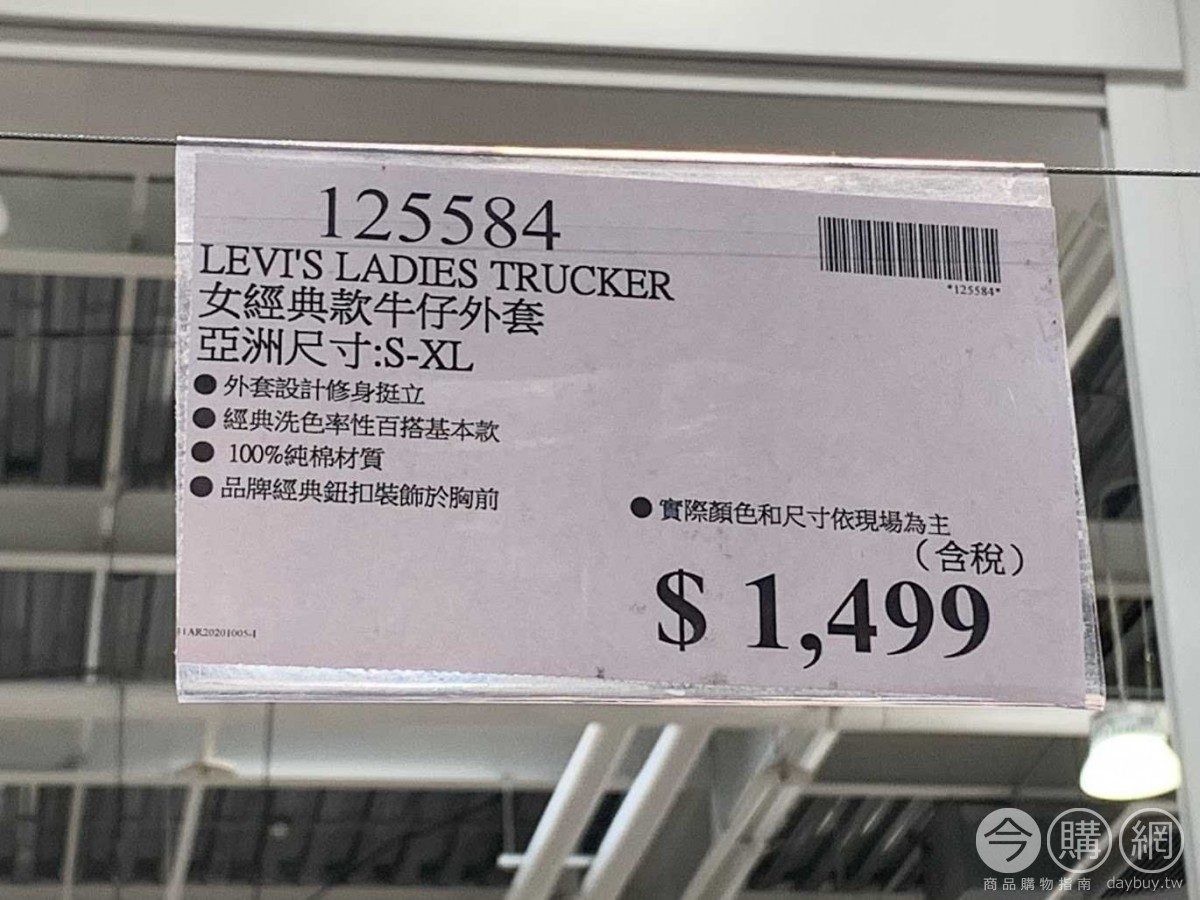 125584
LEVI'S LADIES TRUCKER
女經典款牛仔外套
亞洲尺寸:S-XL
● 外套設計修身挺立
● 經典洗色率性百搭基本款
● 100%純棉材質
● 品牌經典鈕扣裝飾於胸前
*125584*
● 實際顏色和尺寸依現場為主
（含稅）
$ 1,499
11AR20201005-1
今購網
商品購物指南 daybuy.tw